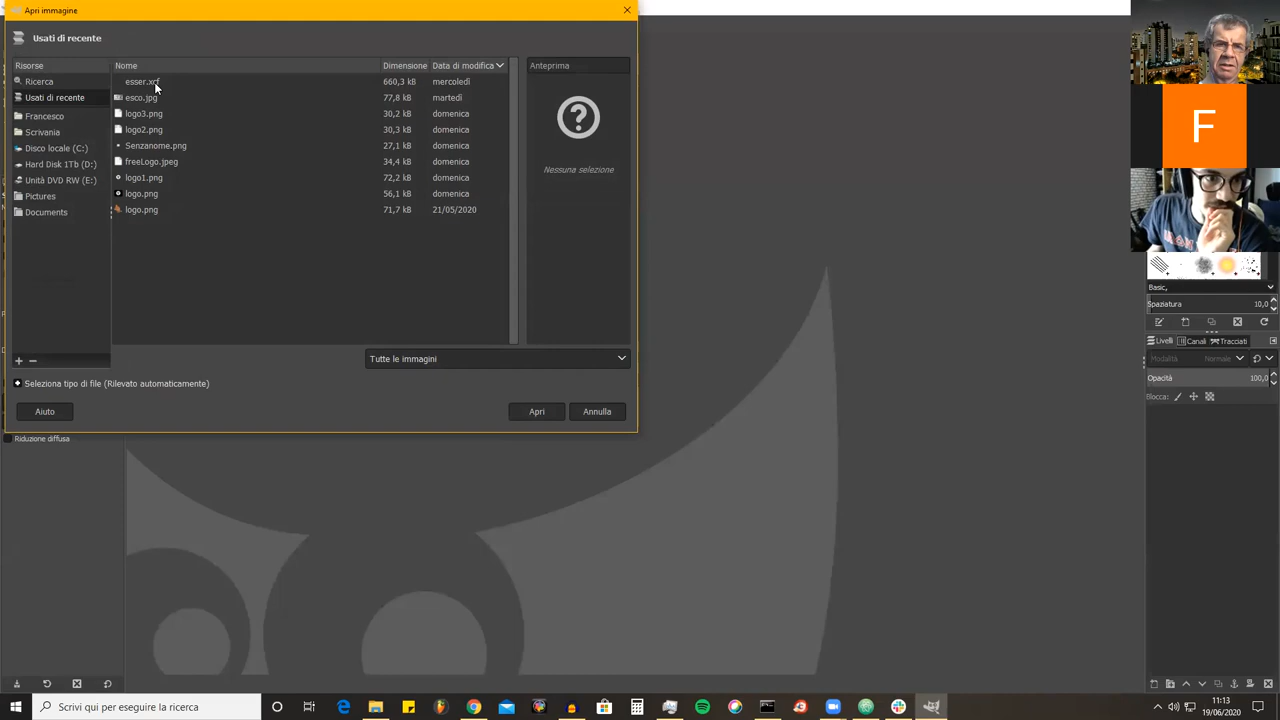 Apri immagine
Usati di recente
Risorse
Nome
Dimensione
Data di modifica
Anteprima
Ricerca
esser.xcf
660,3 kB
mercoledì
Usati di recente
esco.jpg
77,8 kB
martedì
Francesco
logo3.png
30,2 kB
domenica
Scrivania
logo2.png
30,3 kB
domenica
Disco locale (C:)
Senzanome.png
27,1 kB
domenica
Hard Disk 1Tb (D:)
freeLogo.jpeg
34,4 kB
domenica
Unità DVD RW (E:)
logo1.png
72,2 kB
domenica
Pictures
logo.png
56,1 kB
domenica
Documents
logo.png
71,7 kB
21/05/2020
Nessuna selezione
Tutte le immagini
Seleziona tipo di file (Rilevato automaticamente)
Aiuto
Apri
Annulla
Riduzione diffusa
F
Basic,
Spaziatura
10,0
Livelli
Canali
Tracciati
Modalità
Normale
Opacità
100,0
Blocca:
Scrivi qui per eseguire la ricerca
11:13
19/06/2020